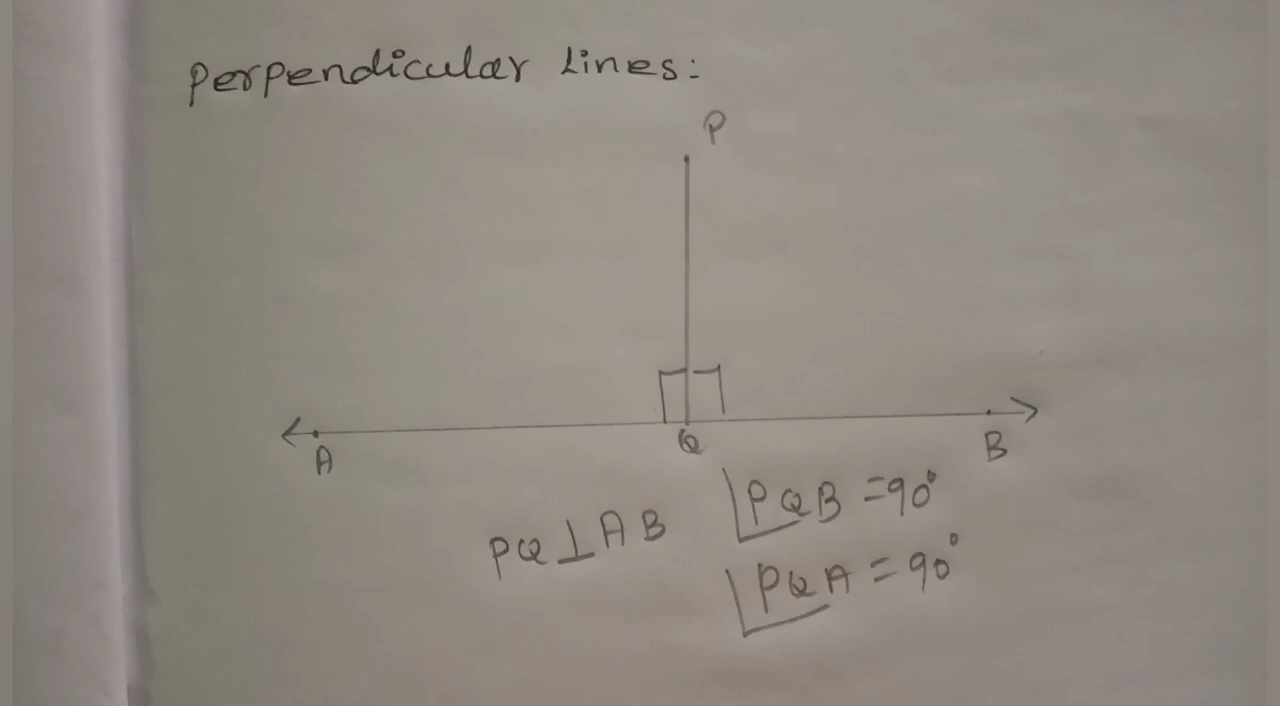 Perpendicular Lines:
P
A
Q
B
PQ⊥AB
∠PQB =90°
∠PQA = 90°